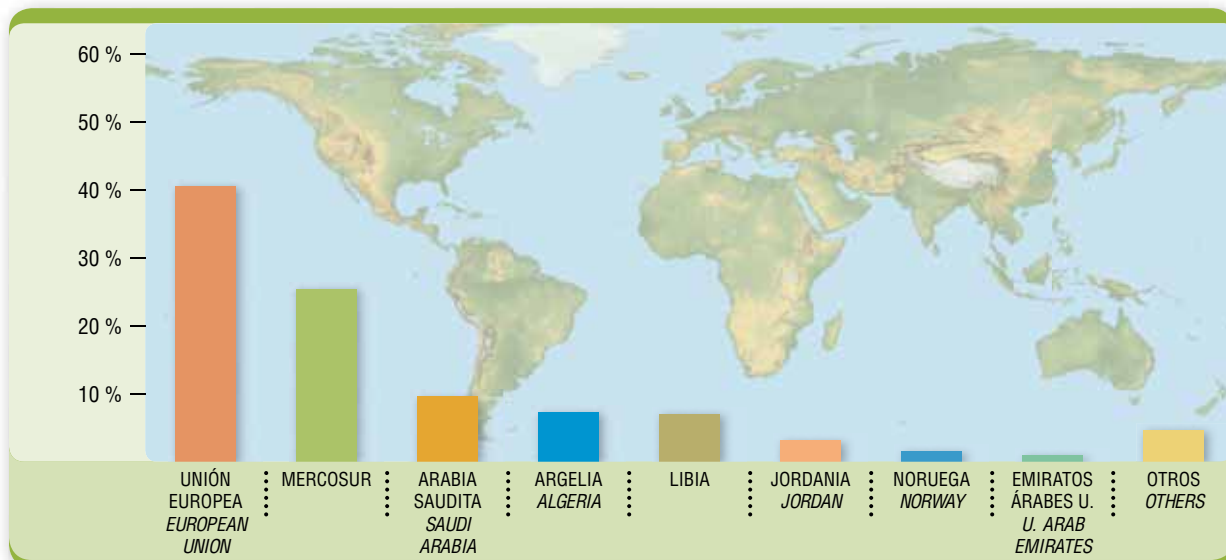 60 %
50 %
40 %
30 %
20 %
10 %
UNIÓN
EUROPEA
EUROPEAN
UNION
MERCOSUR
ARABIA
SAUDITA
SAUDI
ARABIA
ARGELIA
ALGERIA
LIBIA
JORDANIA
JORDAN
NORUEGA
NORWAY
EMIRATOS
ÁRABES U.
U. ARAB
EMIRATES
OTROS
OTHERS